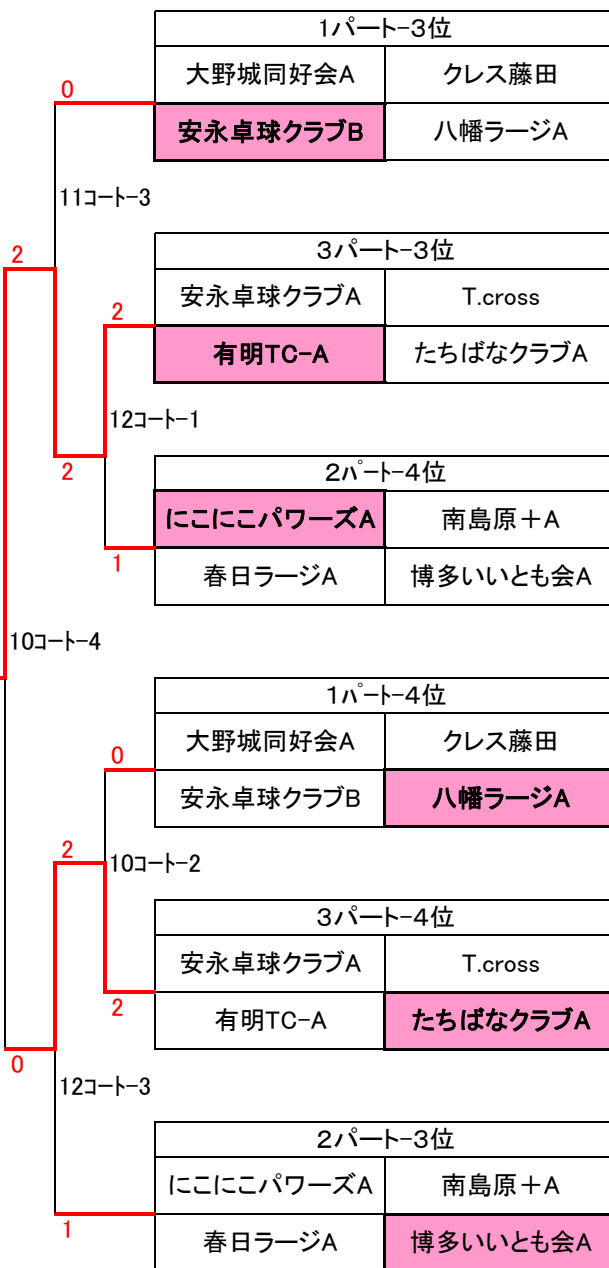 1パート-3位
大野城同好会A クレス藤田
0
安永卓球クラブB 八幡ラージA
11コート-3
3パート-3位
2
安永卓球クラブA T.cross
2
有明TC-A たちばなクラブA
12コート-1
2パート-4位
2
にこにこパワーズA 南島原＋A
1
春日ラージA 博多いいとも会A
10コート-4
1パート-4位
大野城同好会A クレス藤田
0
安永卓球クラブB 八幡ラージA
2
10コート-2
3パート-4位
安永卓球クラブA T.cross
2
有明TC-A たちばなクラブA
0
12コート-3
2パート-3位
にこにこパワーズA 南島原＋A
1
春日ラージA 博多いいとも会A